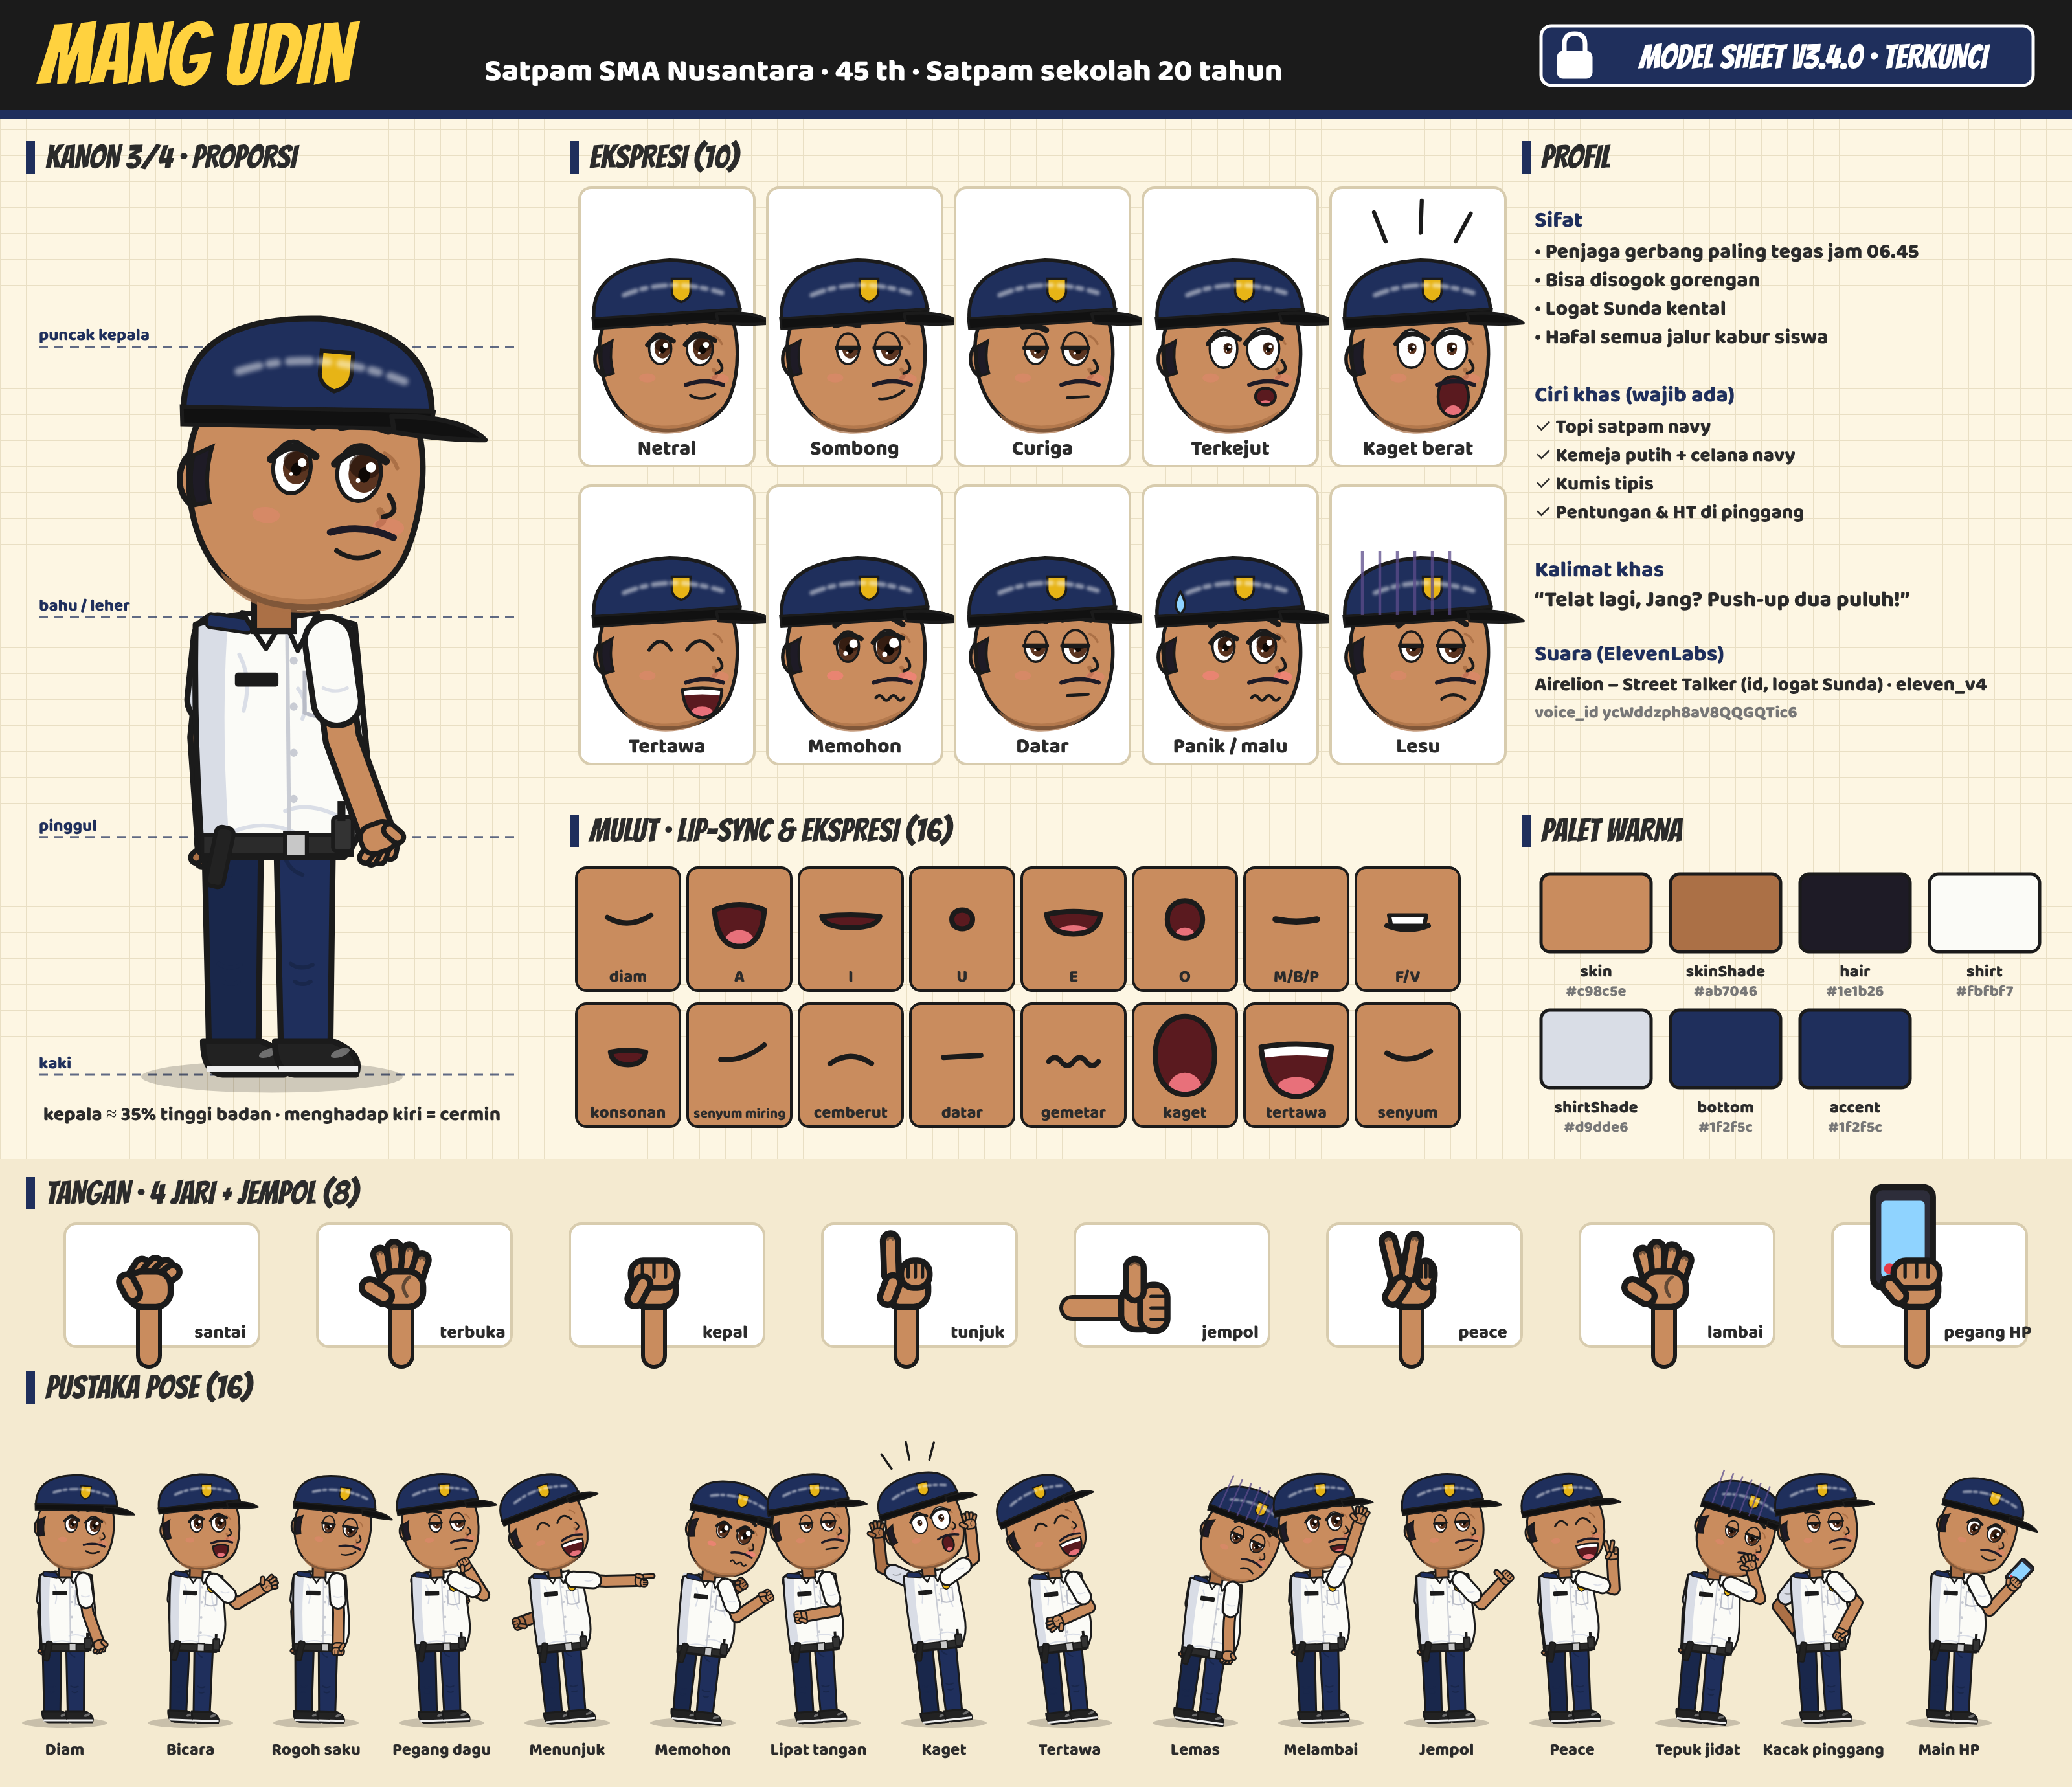 MANG UDIN
Satpam SMA Nusantara · 45 th · Satpam sekolah 20 tahun
MODEL SHEET V3.4.0 · TERKUNCI
KANON 3/4 · PROPORSI
puncak kepala
bahu / leher
pinggul
kaki
kepala ≈ 35% tinggi badan · menghadap kiri = cermin
EKSPRESI (10)
Netral
Sombong
Curiga
Terkejut
Kaget berat
Tertawa
Memohon
Datar
Panik / malu
Lesu
PROFIL
Sifat
• Penjaga gerbang paling tegas jam 06.45
• Bisa disogok gorengan
• Logat Sunda kental
• Hafal semua jalur kabur siswa
Ciri khas (wajib ada)
✓ Topi satpam navy
✓ Kemeja putih + celana navy
✓ Kumis tipis
✓ Pentungan & HT di pinggang
Kalimat khas
“Telat lagi, Jang? Push-up dua puluh!”
Suara (ElevenLabs)
Airelion – Street Talker (id, logat Sunda) · eleven_v4
voice_id ycWddzph8aV8QQGQTic6
MULUT · LIP-SYNC & EKSPRESI (16)
diam
A
I
U
E
O
M/B/P
F/V
konsonan
senyum miring
cemberut
datar
gemetar
kaget
tertawa
senyum
PALET WARNA
skin
#c98c5e
skinShade
#ab7046
hair
#1e1b26
shirt
#fbfbf7
shirtShade
#d9dde6
bottom
#1f2f5c
accent
#1f2f5c
TANGAN · 4 JARI + JEMPOL (8)
santai
terbuka
kepal
tunjuk
jempol
peace
lambai
pegang HP
PUSTAKA POSE (16)
Diam
Bicara
Rogoh saku
Pegang dagu
Menunjuk
Memohon
Lipat tangan
Kaget
Tertawa
Lemas
Melambai
Jempol
Peace
Tepuk jidat
Kacak pinggang
Main HP